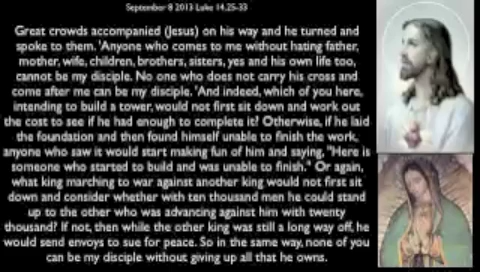 September 8 2013 Luke 14,25-33
Great crowds accompanied (Jesus) on his way and he turned and
spoke to them. 'Anyone who comes to me without hating father,
mother, wife, children, brothers, sisters, yes and his own life too,
cannot be my disciple. No one who does not carry his cross and
come after me can be my disciple. 'And indeed, which of you here,
intending to build a tower, would not first sit down and work out
the cost to see if he had enough to complete it? Otherwise, if he laid
the foundation and then found himself unable to finish the work,
anyone who saw it would start making fun of him and saying, "Here is
someone who started to build and was unable to finish." Or again,
what king marching to war against another king would not first sit
down and consider whether with ten thousand men he could stand
up to the other who was advancing against him with twenty
thousand? If not, then while the other king was still a long way off, he
would send envoys to sue for peace. So in the same way, none of you
can be my disciple without giving up all that he owns.